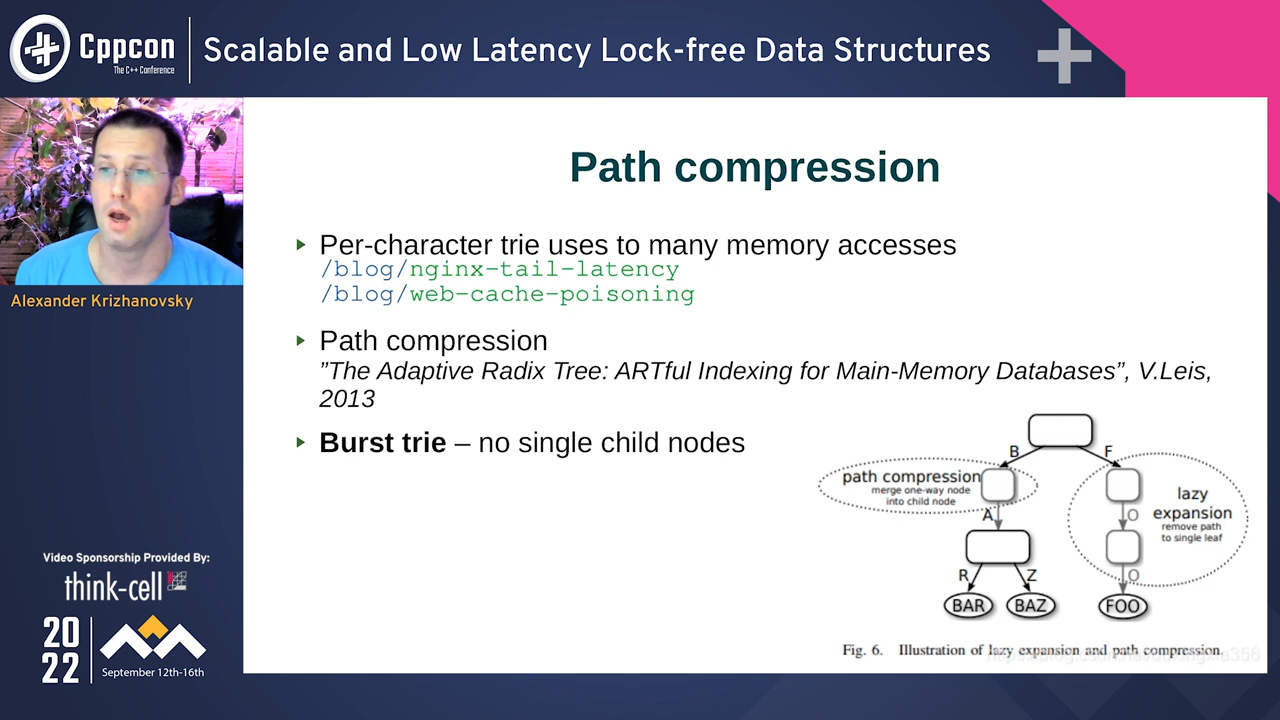 Cppcon
The C++ Conference
Scalable and Low Latency Lock-free Data Structures
Alexander Krizhanovsky
Path compression
Per-character trie uses to many memory accesses
/blog/nginx-tail-latency
/blog/web-cache-poisoning
Path compression
”The Adaptive Radix Tree: ARTful Indexing for Main-Memory Databases”, V.Leis,
2013
Burst trie – no single child nodes
B
F
path compression
merge one-way node
into child node
lazy
expansion
remove path
to single leaf
A
O
R
Z
O
BAR
BAZ
FOO
Fig. 6. Illustration of lazy expansion and path compression.
Video Sponsorship Provided By:
think-cell
20
22
September 12th-16th